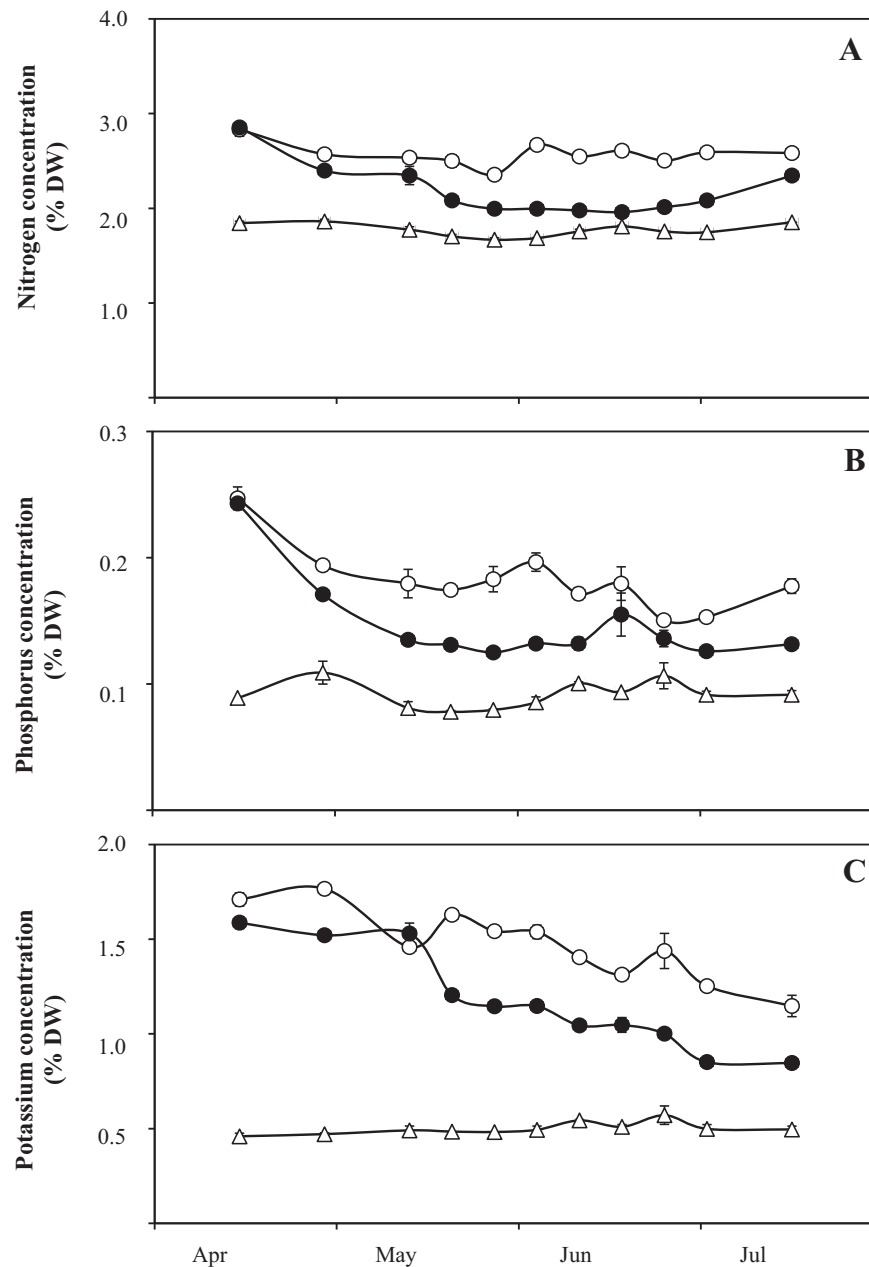 4.0
A
3.0
2.0
1.0
Nitrogen concentration
(% DW)
0.3
B
0.2
0.1
Phosphorus concentration
(% DW)
2.0
C
1.5
1.0
0.5
Potassium concentration
(% DW)
Apr May Jun Jul